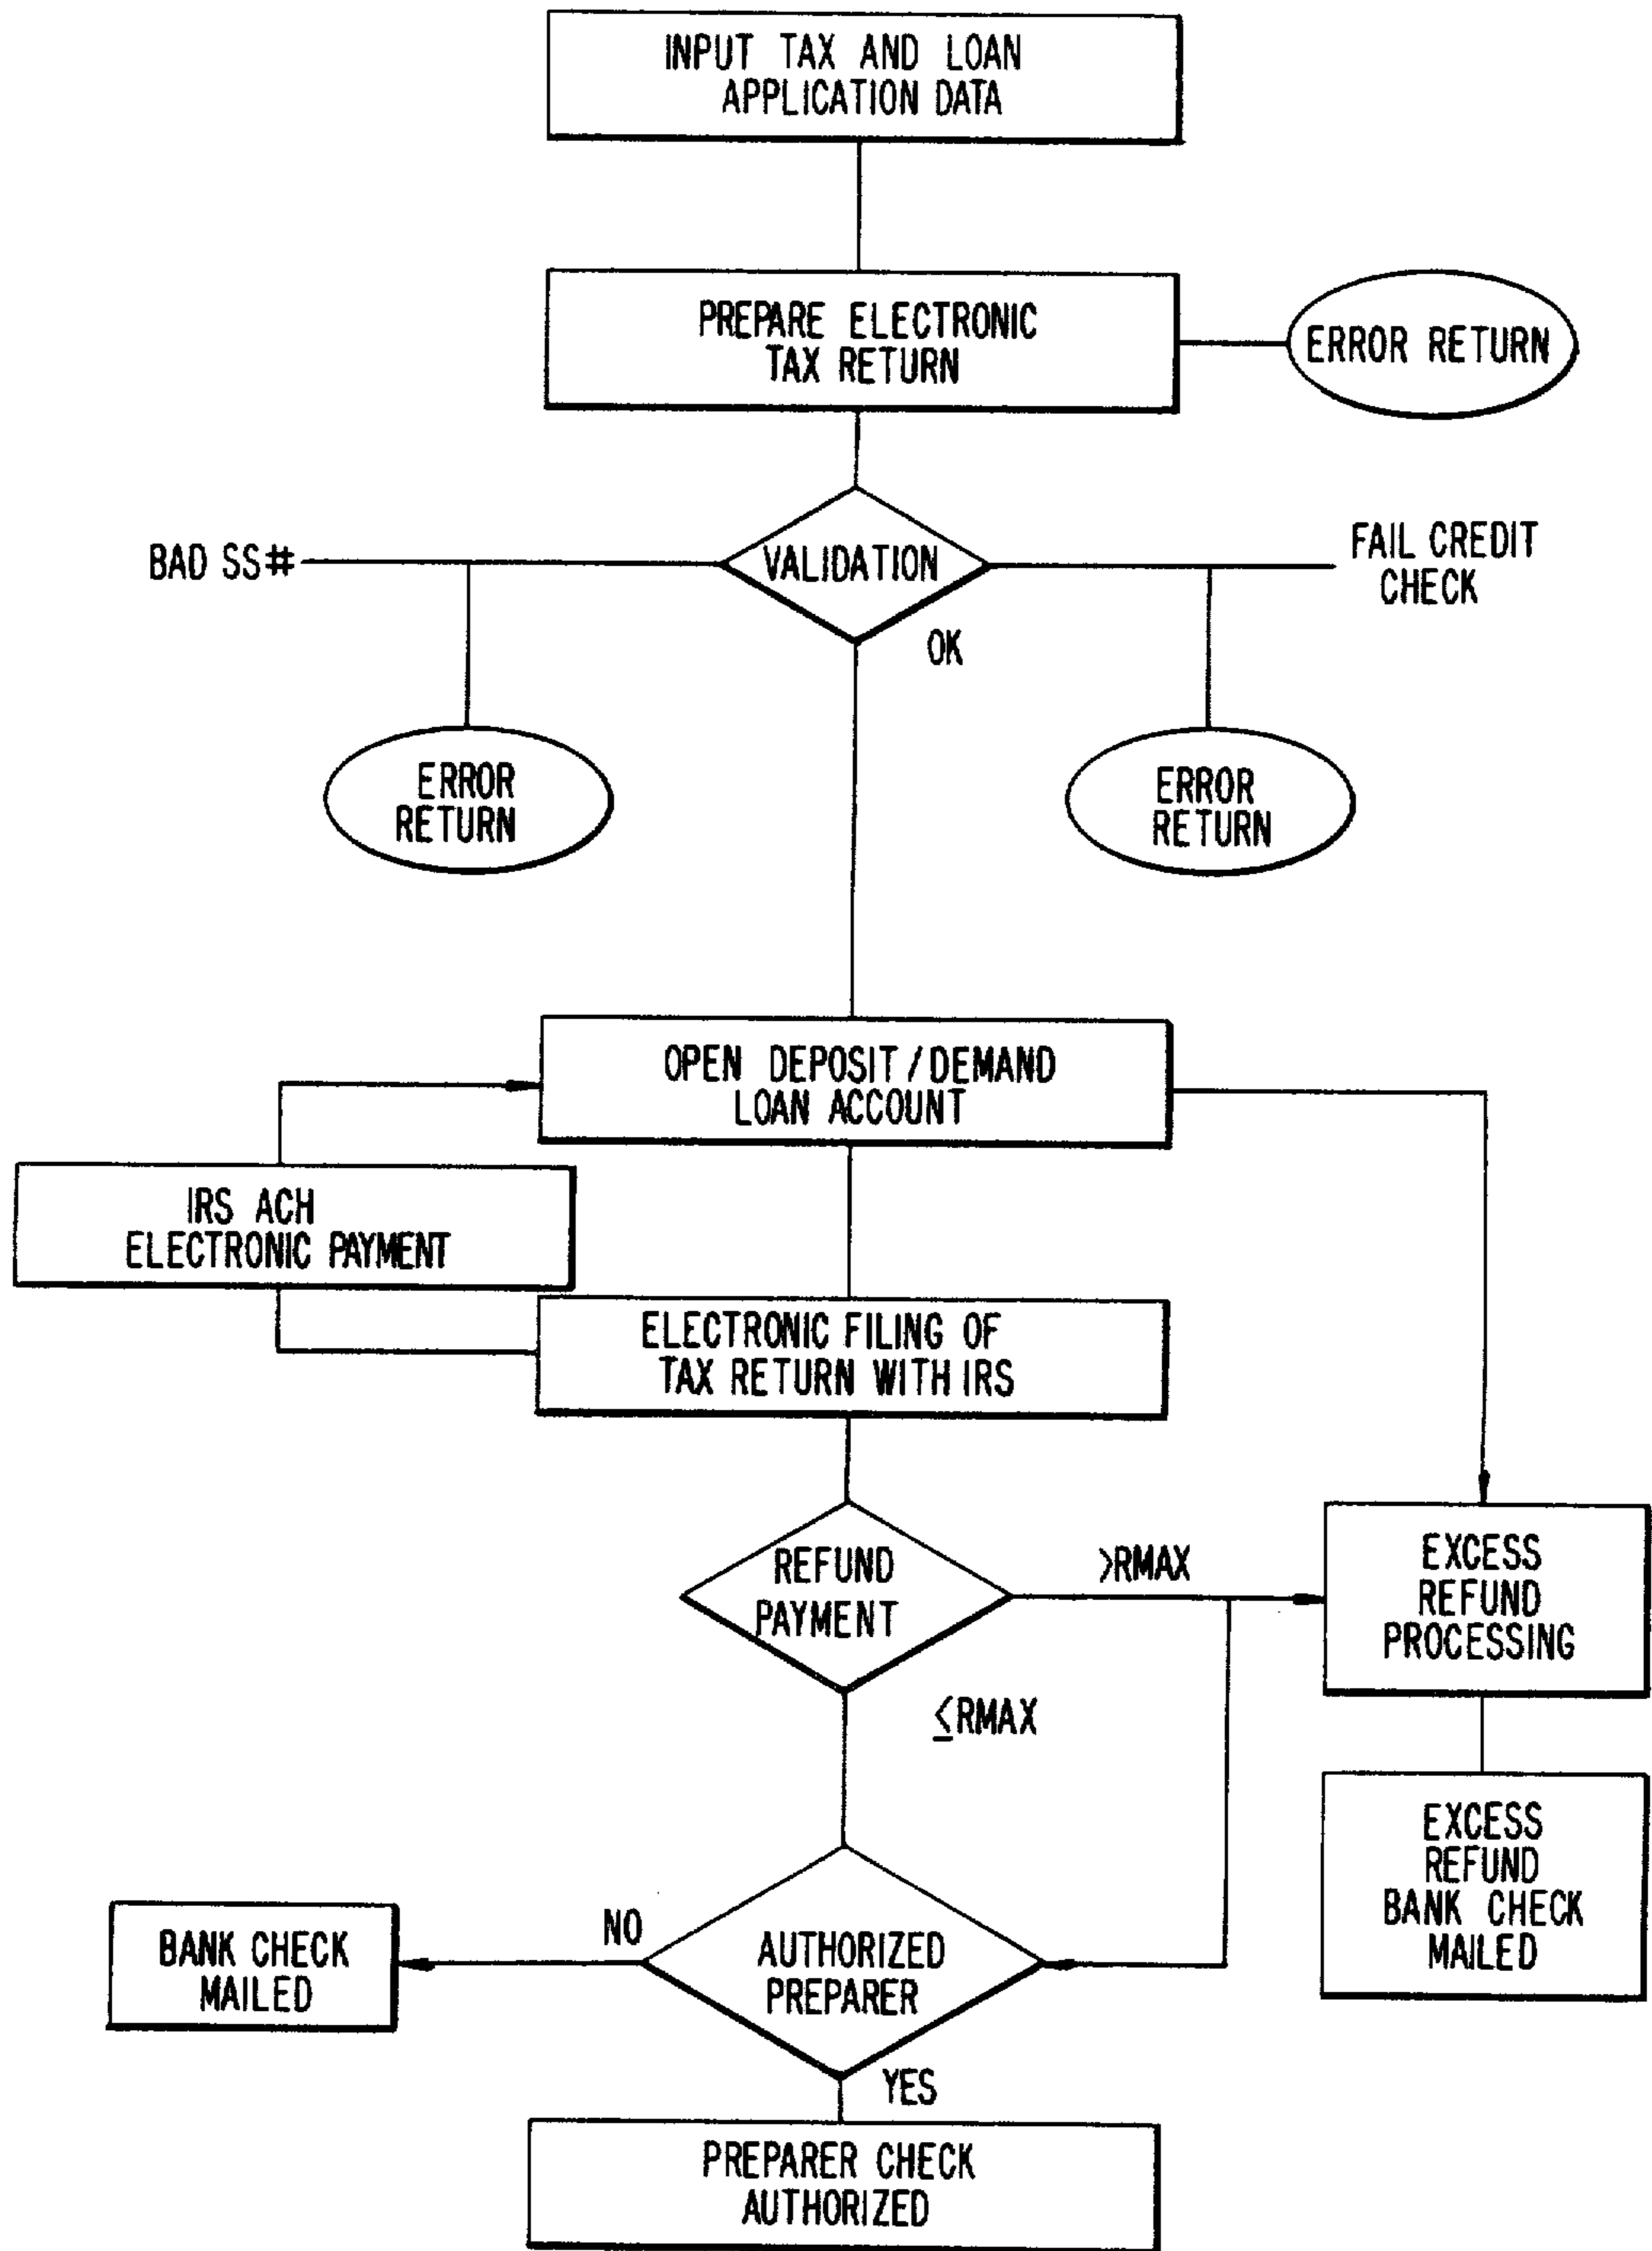 INPUT TAX AND LOAN
APPLICATION DATA
PREPARE ELECTRONIC
TAX RETURN
ERROR RETURN
BAD SS#
VALIDATION
FAIL CREDIT
CHECK
OK
ERROR
RETURN
ERROR
RETURN
OPEN DEPOSIT/DEMAND
LOAN ACCOUNT
IRS ACH
ELECTRONIC PAYMENT
ELECTRONIC FILING OF
TAX RETURN WITH IRS
REFUND
PAYMENT
>RMAX
EXCESS
REFUND
PROCESSING
≤RMAX
EXCESS
REFUND
BANK CHECK
MAILED
NO
BANK CHECK
MAILED
AUTHORIZED
PREPARER
YES
PREPARER CHECK
AUTHORIZED